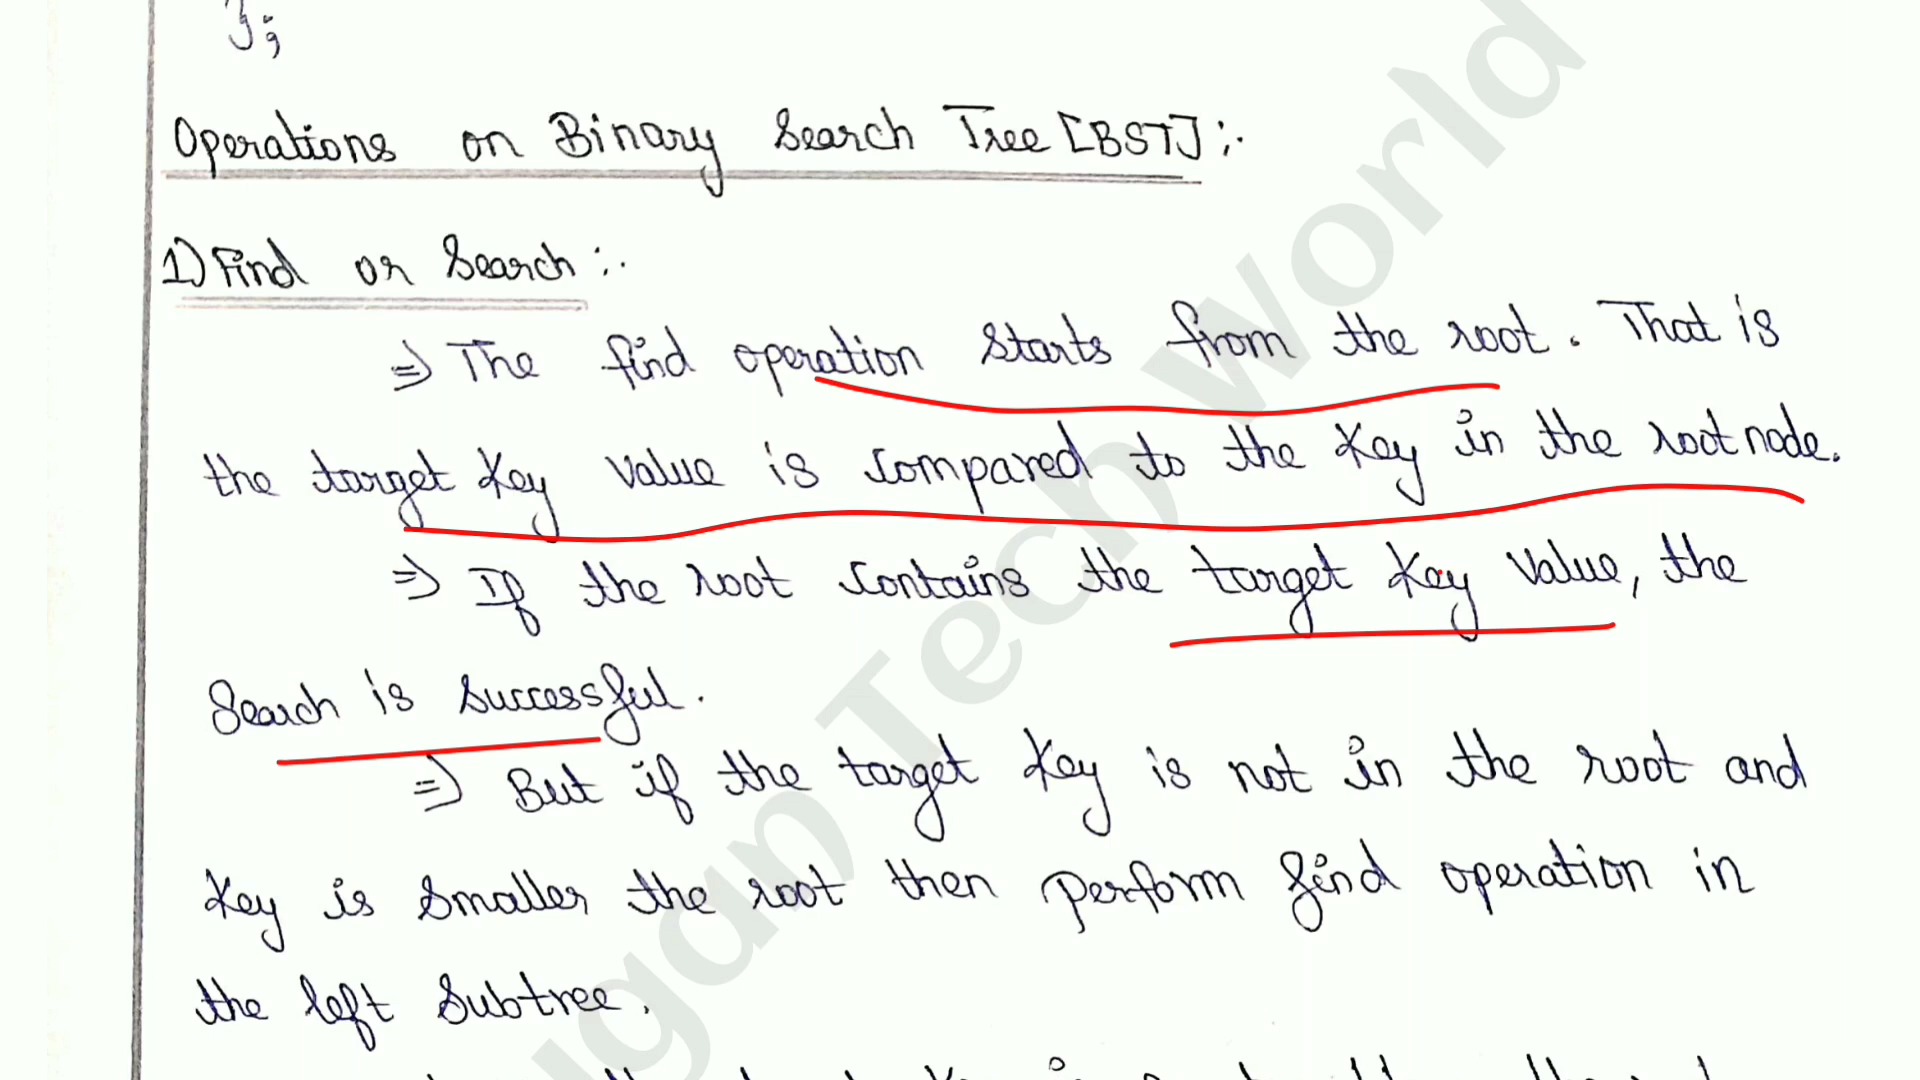 };
Operations on Binary Search Tree [BST] :-
1) Find or Search :-
⇒ The find operation starts from the root. That is
the target key value is compared to the key in the root node.
⇒ If the root contains the target key value, the
Search is successful.
⇒ But if the target key is not in the root and
key is smaller the root then perform find operation in
the left subtree.
Tech World